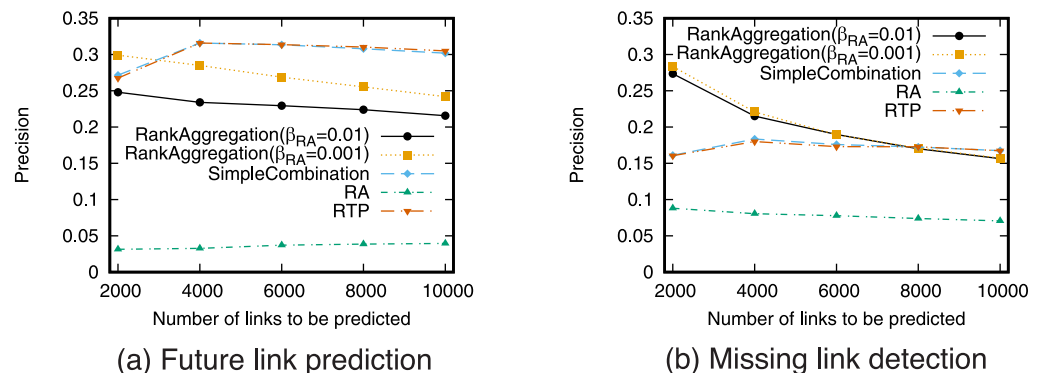 0.35
0.3
0.25
0.2
0.15
0.1
0.05
0
Precision
RankAggregation(βRA=0.01)
RankAggregation(βRA=0.001)
SimpleCombination
RA
RTP
2000 4000 6000 8000 10000
Number of links to be predicted
(a) Future link prediction
0.35
0.3
0.25
0.2
0.15
0.1
0.05
0
Precision
RankAggregation(βRA=0.01)
RankAggregation(βRA=0.001)
SimpleCombination
RA
RTP
2000 4000 6000 8000 10000
Number of links to be predicted
(b) Missing link detection